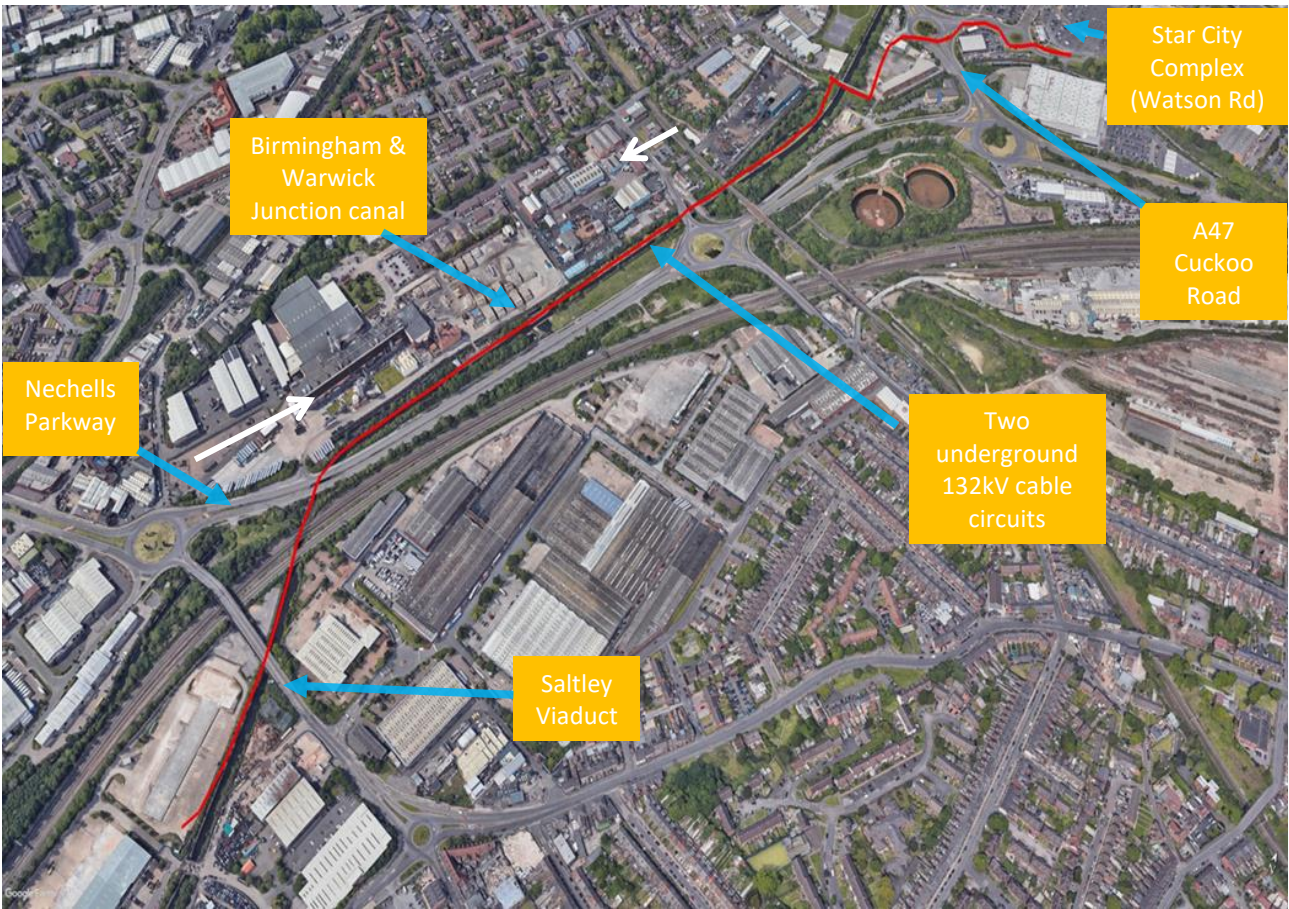 Star City
Complex
(Watson Rd)
Birmingham &
Warwick
Junction canal
A47
Cuckoo
Road
Nechells
Parkway
Two
underground
132kV cable
circuits
Saltley
Viaduct
Google Earth